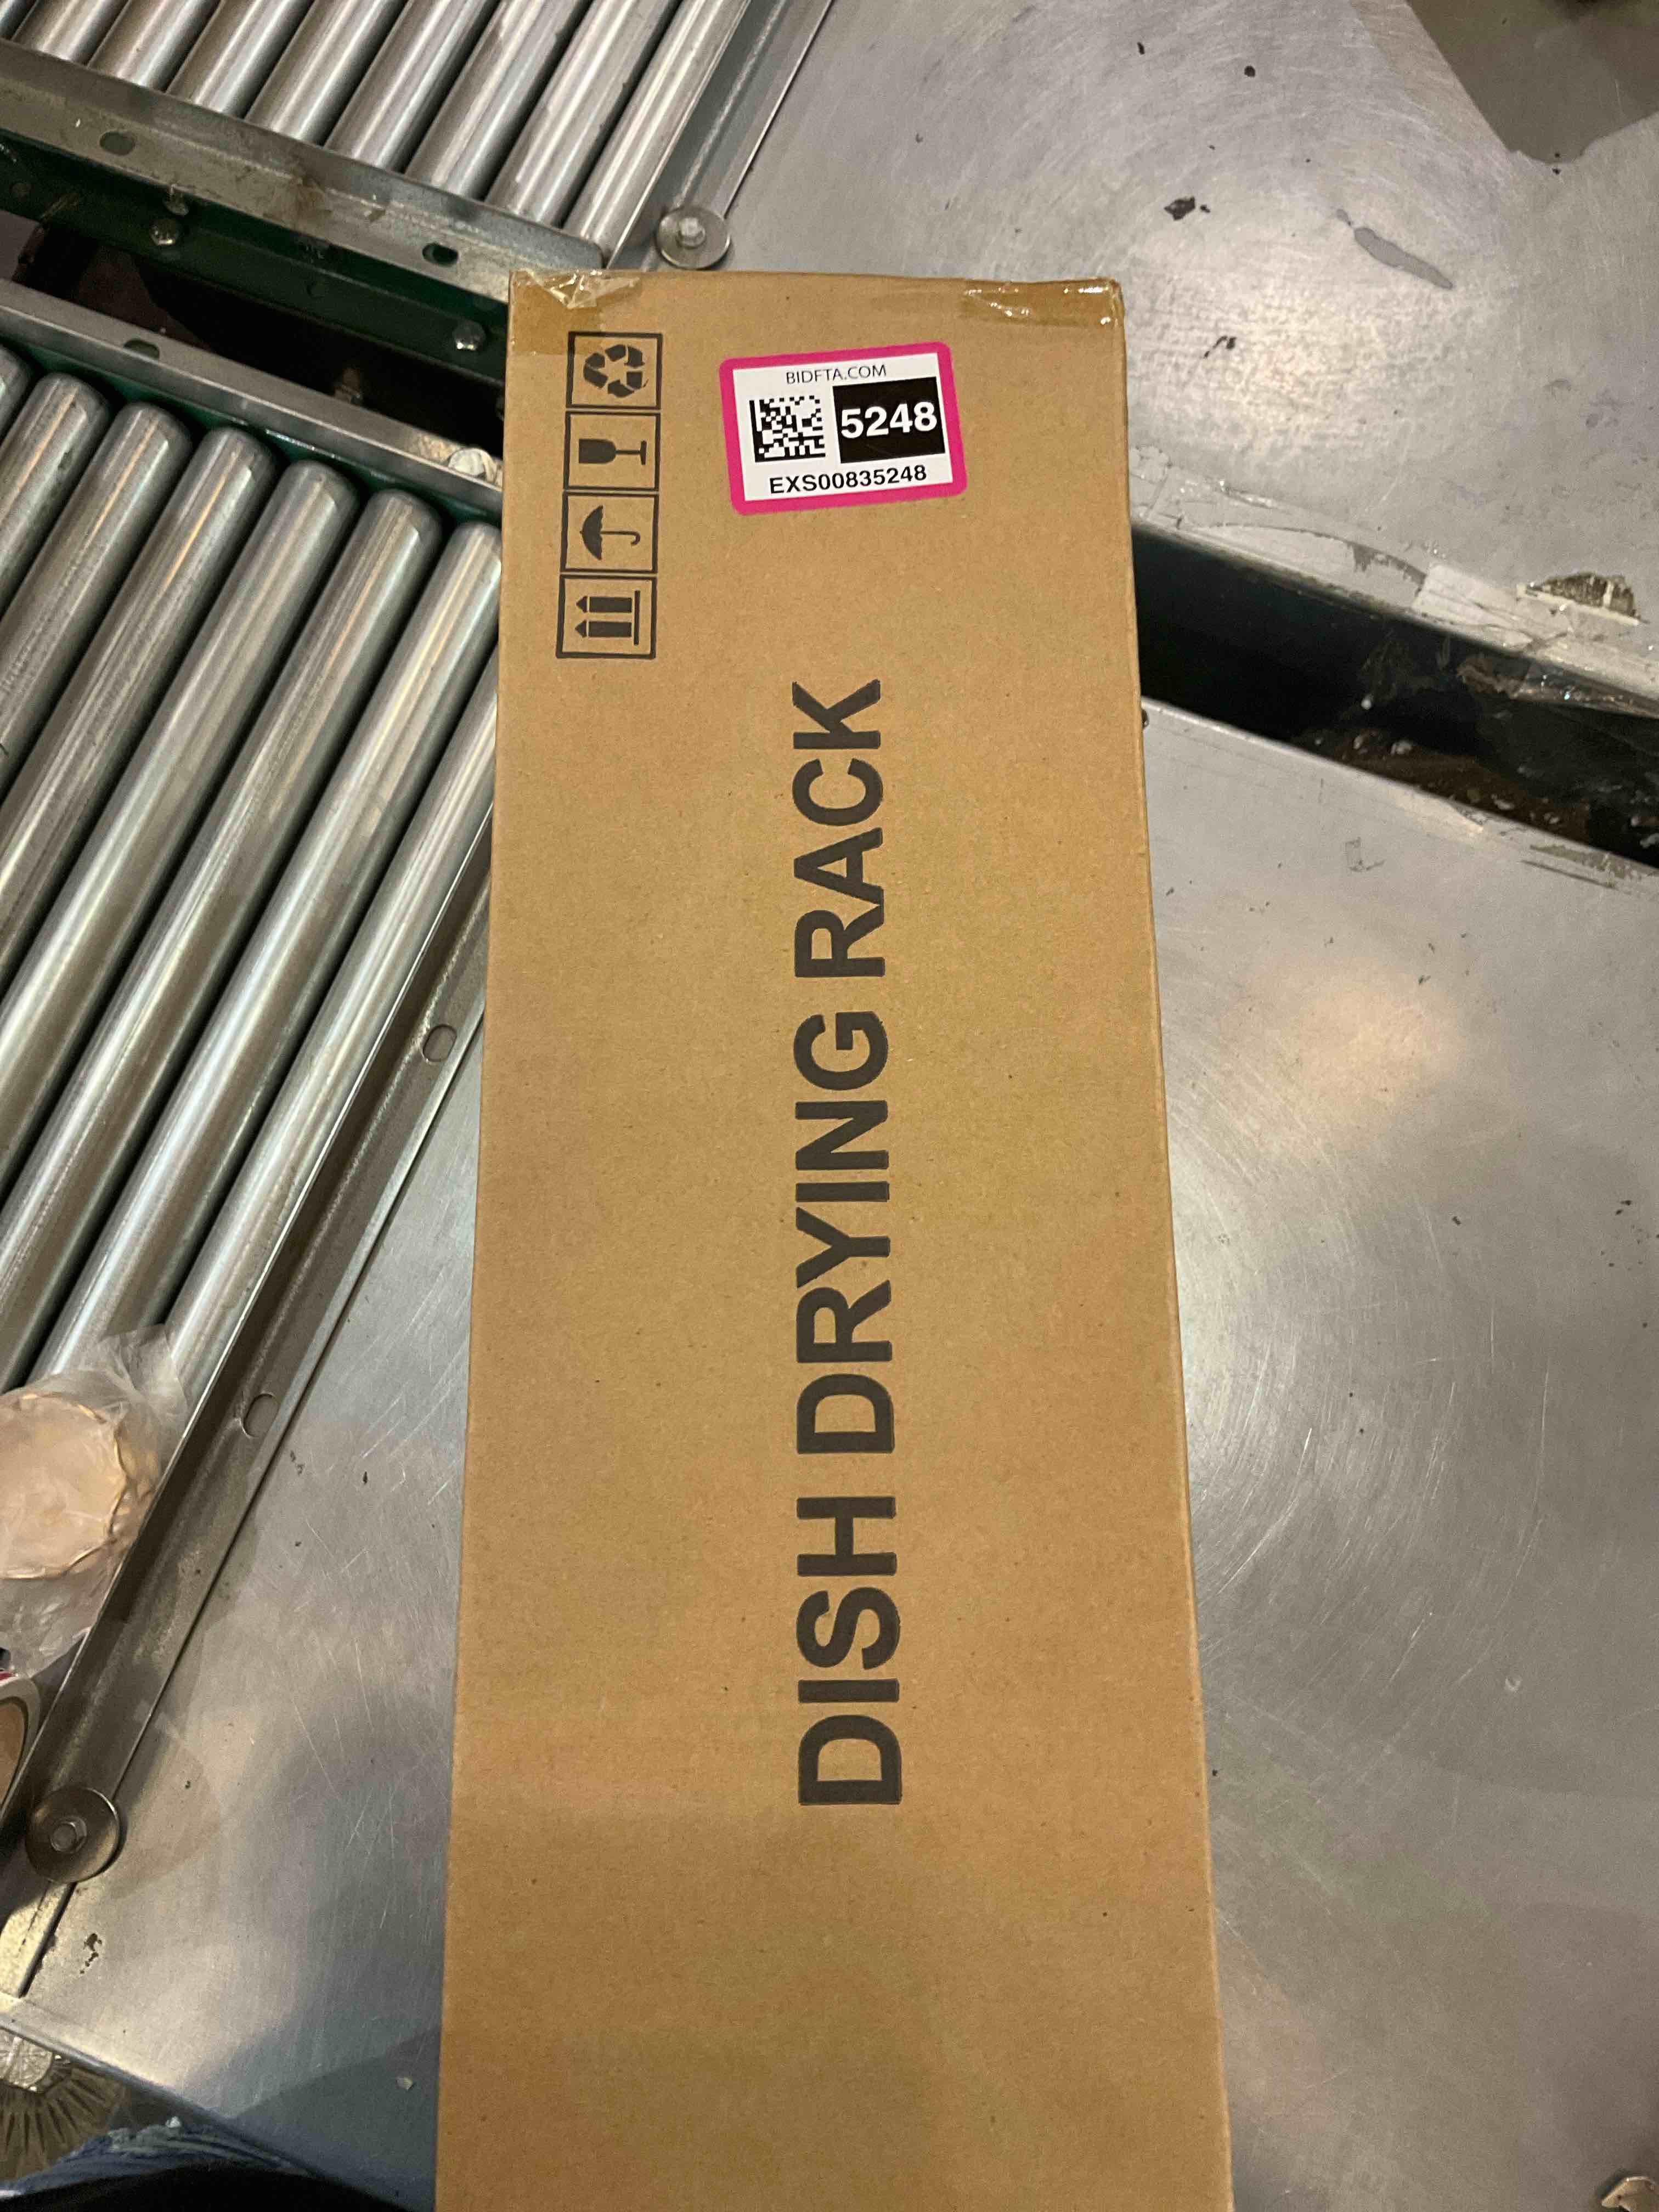 BIDFTA.COM
5248
EXS00835248
DISH DRYING RACK